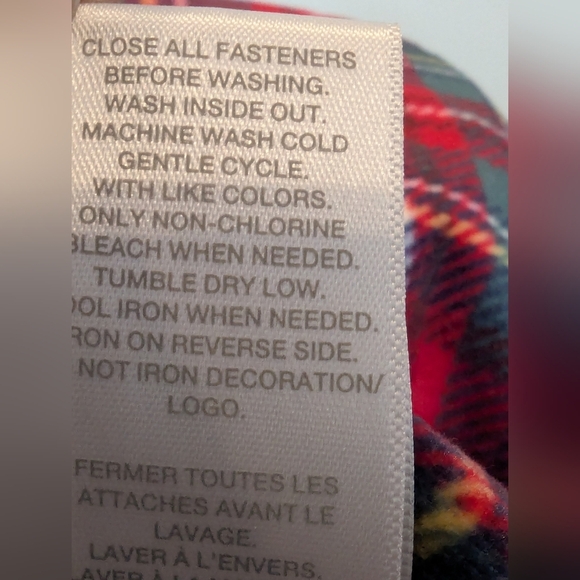 CLOSE ALL FASTENERS
BEFORE WASHING.
WASH INSIDE OUT.
MACHINE WASH COLD
GENTLE CYCLE.
WITH LIKE COLORS.
ONLY NON-CHLORINE
BLEACH WHEN NEEDED.
TUMBLE DRY LOW.
OOL IRON WHEN NEEDED.
RON ON REVERSE SIDE.
NOT IRON DECORATION/
LOGO.
FERMER TOUTES LES
ATTACHES AVANT LE
LAVAGE.
LAVER À L'ENVERS.